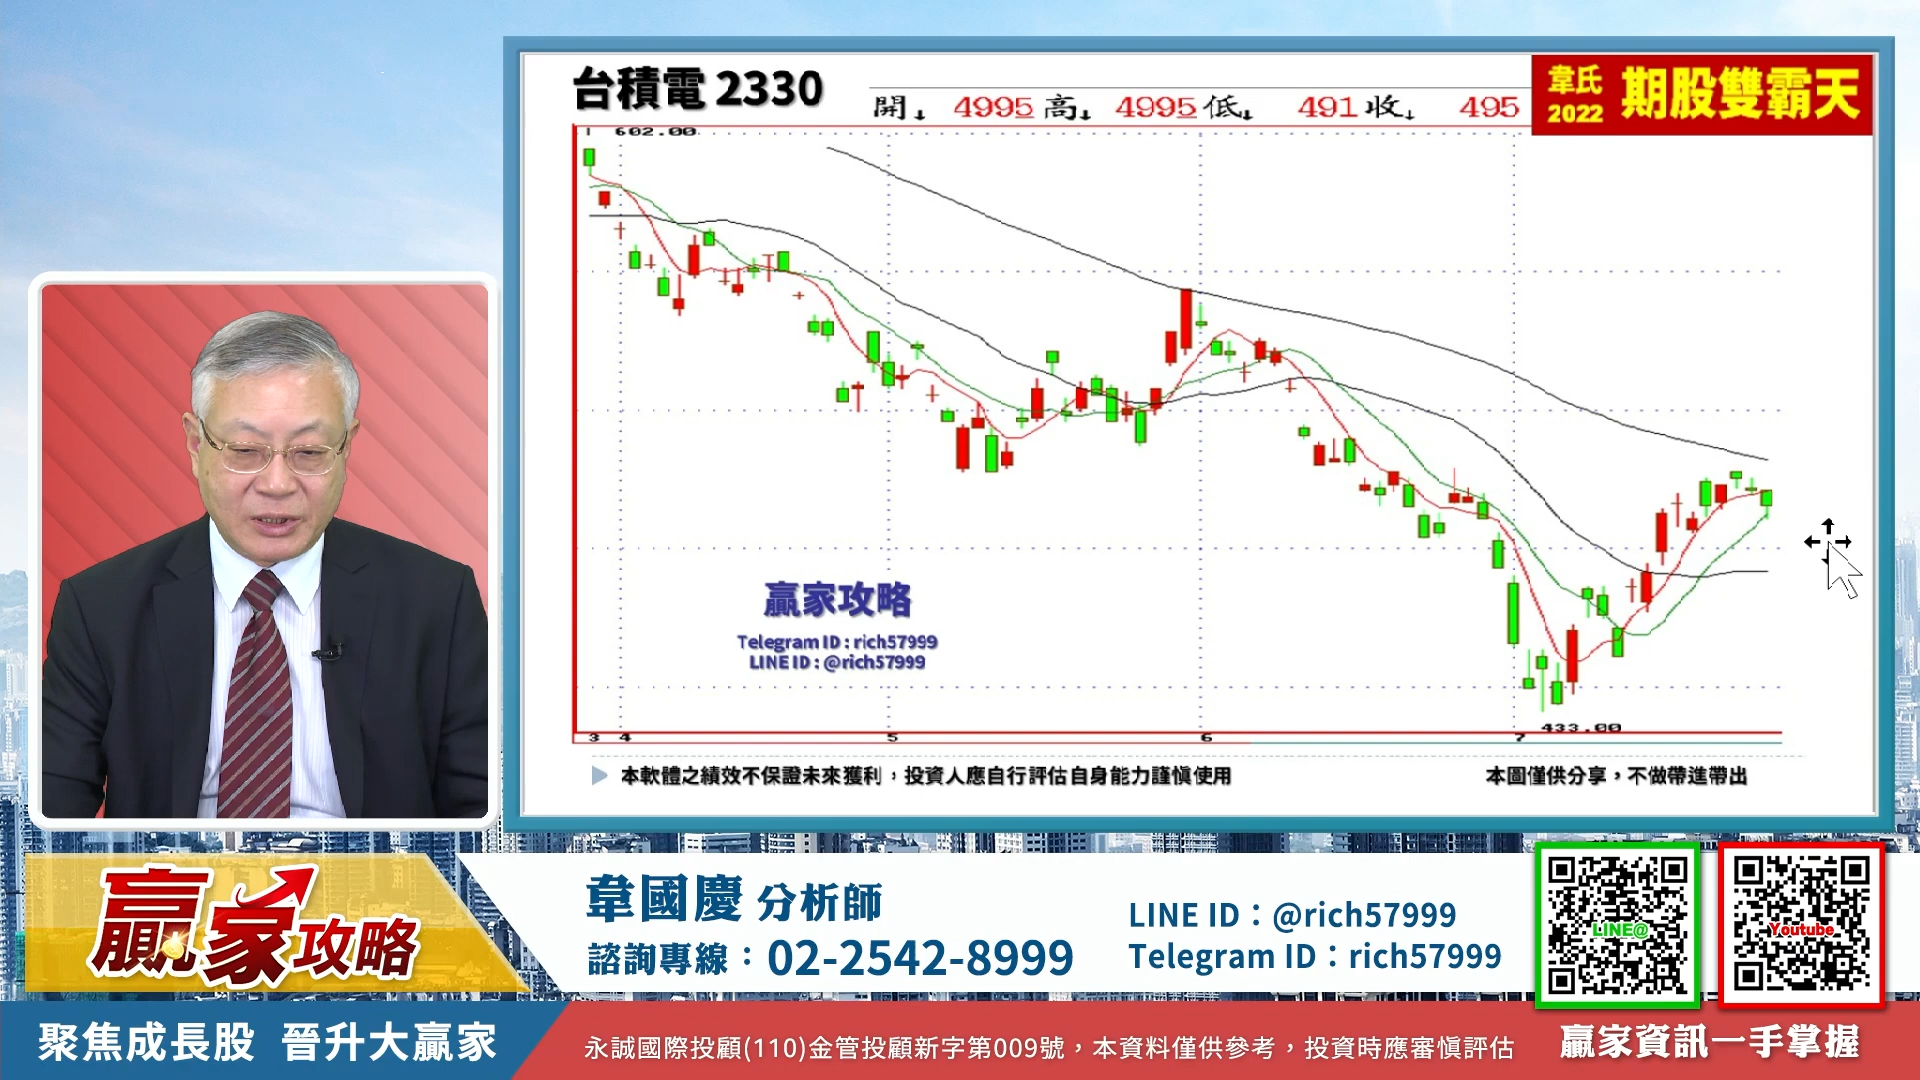 台積電 2330
開↓ 4995 高↓ 4995 低↓ 491 收↓ 495
韋氏 2022 期股雙霸天
602.00
贏家攻略
Telegram ID : rich57999
LINE ID : @rich57999
433.00
3 4 5 6 7
本軟體之績效不保證未來獲利，投資人應自行評估自身能力謹慎使用
本圖僅供分享，不做帶進帶出
贏家攻略
韋國慶 分析師
諮詢專線：02-2542-8999
LINE ID：@rich57999
Telegram ID：rich57999
LINE@
Youtube
聚焦成長股 晉升大贏家
永誠國際投顧(110)金管投顧新字第009號，本資料僅供參考，投資時應審慎評估
贏家資訊一手掌握